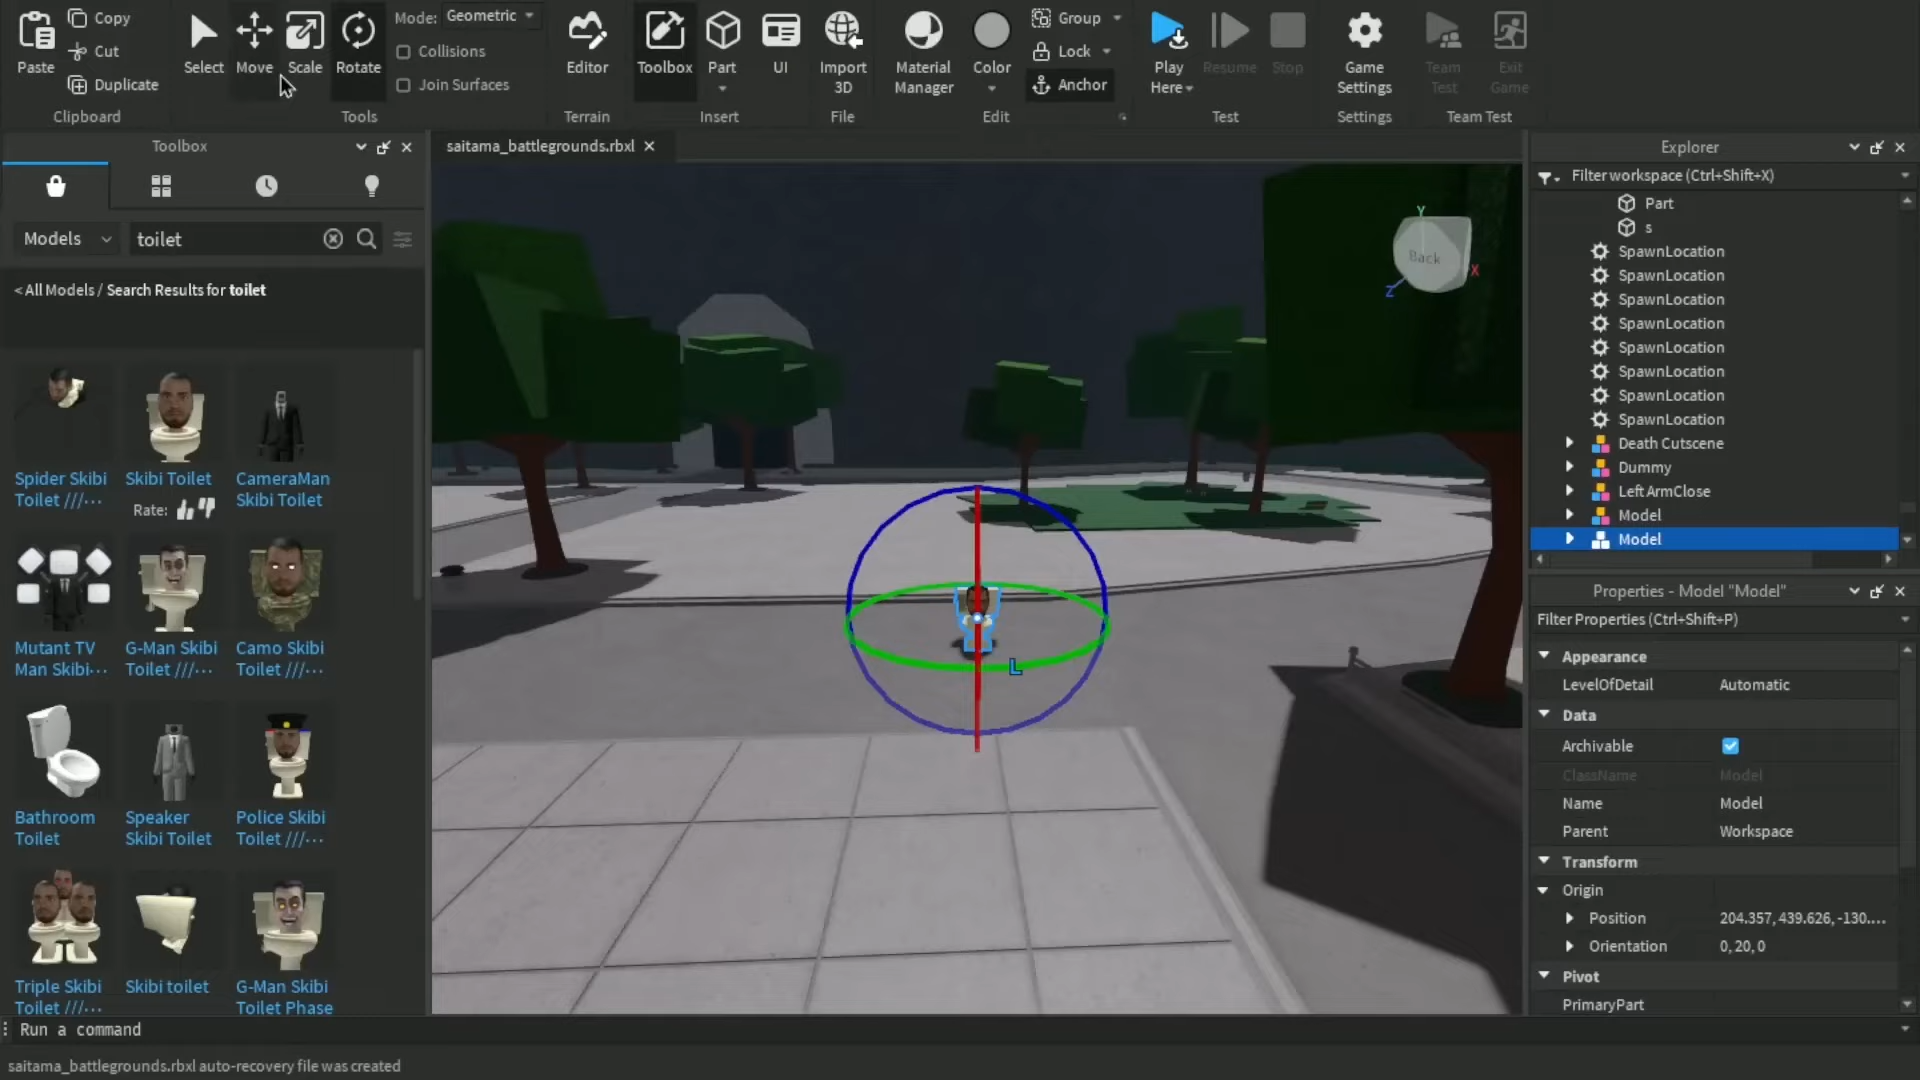 Paste
Copy
Cut
Duplicate
Clipboard
Select
Move
Scale
Rotate
Mode:
Geometric
Collisions
Join Surfaces
Tools
Editor
Terrain
Toolbox
Part
UI
Insert
Import
3D
File
Material
Manager
Color
Group
Lock
Anchor
Edit
Play
Here
Resume
Stop
Test
Game
Settings
Settings
Team
Test
Exit
Game
Team Test
Toolbox
Models
toilet
< All Models / Search Results for toilet
Spider Skibi
Toilet ///...
Skibi Toilet
Rate:
CameraMan
Skibi Toilet
Mutant TV
Man Skibi...
G-Man Skibi
Toilet ///...
Camo Skibi
Toilet ///...
Bathroom
Toilet
Speaker
Skibi Toilet
Police Skibi
Toilet ///...
Triple Skibi
Toilet ///...
Skibi toilet
G-Man Skibi
Toilet Phase
saitama_battlegrounds.rbxl
Y
Back
X
Z
L
Explorer
Filter workspace (Ctrl+Shift+X)
Part
s
SpawnLocation
SpawnLocation
SpawnLocation
SpawnLocation
SpawnLocation
SpawnLocation
SpawnLocation
SpawnLocation
Death Cutscene
Dummy
Left ArmClose
Model
Model
Properties - Model "Model"
Filter Properties (Ctrl+Shift+P)
Appearance
LevelOfDetail Automatic
Data
Archivable
ClassName Model
Name Model
Parent Workspace
Transform
Origin
Position 204.357, 439.626, -130....
Orientation 0, 20, 0
Pivot
PrimaryPart
Run a command
saitama_battlegrounds.rbxl auto-recovery file was created